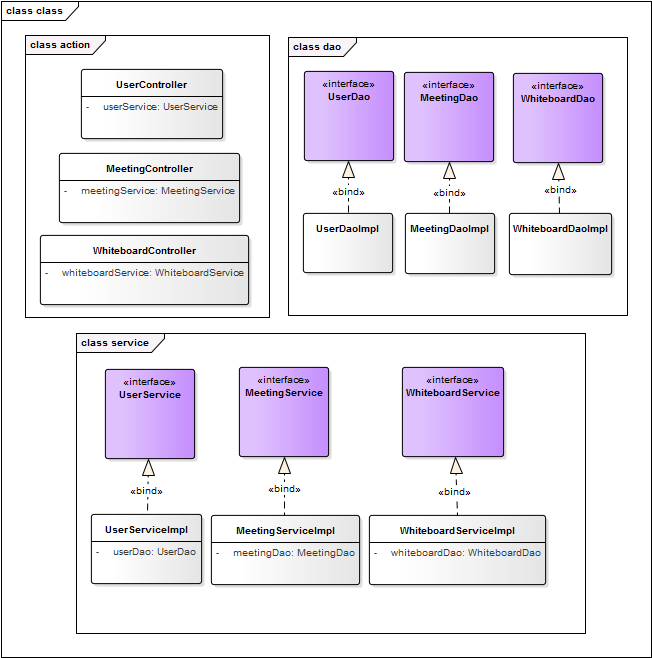 class class
class action
UserController
- userService: UserService
MeetingController
- meetingService: MeetingService
WhiteboardController
- whiteboardService: WhiteboardService
class dao
«interface»
UserDao
«interface»
MeetingDao
«interface»
WhiteboardDao
«bind»
«bind»
«bind»
UserDaoImpl
MeetingDaoImpl
WhiteboardDaoImpl
class service
«interface»
UserService
«interface»
MeetingService
«interface»
WhiteboardService
«bind»
«bind»
«bind»
UserServiceImpl
- userDao: UserDao
MeetingServiceImpl
- meetingDao: MeetingDao
WhiteboardServiceImpl
- whiteboardDao: WhiteboardDao